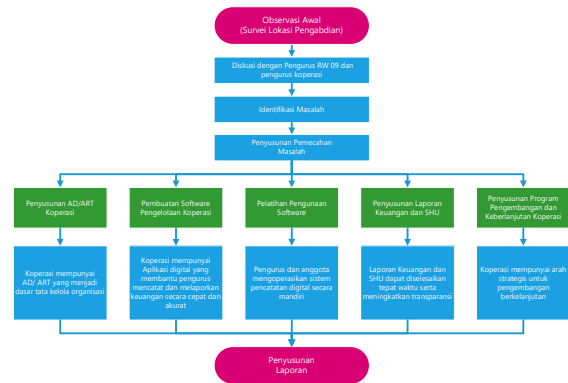 Observasi Awal
(Survei Lokasi Pengabdian)
Diskusi dengan Pengurus RW 09 dan
pengurus koperasi
Identifikasi Masalah
Penyusunan Pemecahan
Masalah
Penyusunan AD/ART
Koperasi
Pembuatan Software
Pengelolaan Koperasi
Pelatihan Pengunaan
Software
Penyusunan Laporan
Keuangan dan SHU
Penyusunan Program
Pengembangan dan
Keberlanjutan Koperasi
Koperasi mempunyai
AD/ ART yang menjadi
dasar tata kelola organisasi
Koperasi mempunyai
Aplikasi digital yang
membantu pengurus
mencatat dan melaporkan
keuangan secara cepat dan
akurat
Pengurus dan anggota
mengoperasikan sistem
pencatatan digital secara
mandiri
Laporan Keuangan dan
SHU dapat diselesaikan
tepat waktu serta
meningkatkan transparansi
Koperasi mempunyai arah
strategis untuk
pengembangan
berkelanjutan
Penyusunan
Laporan